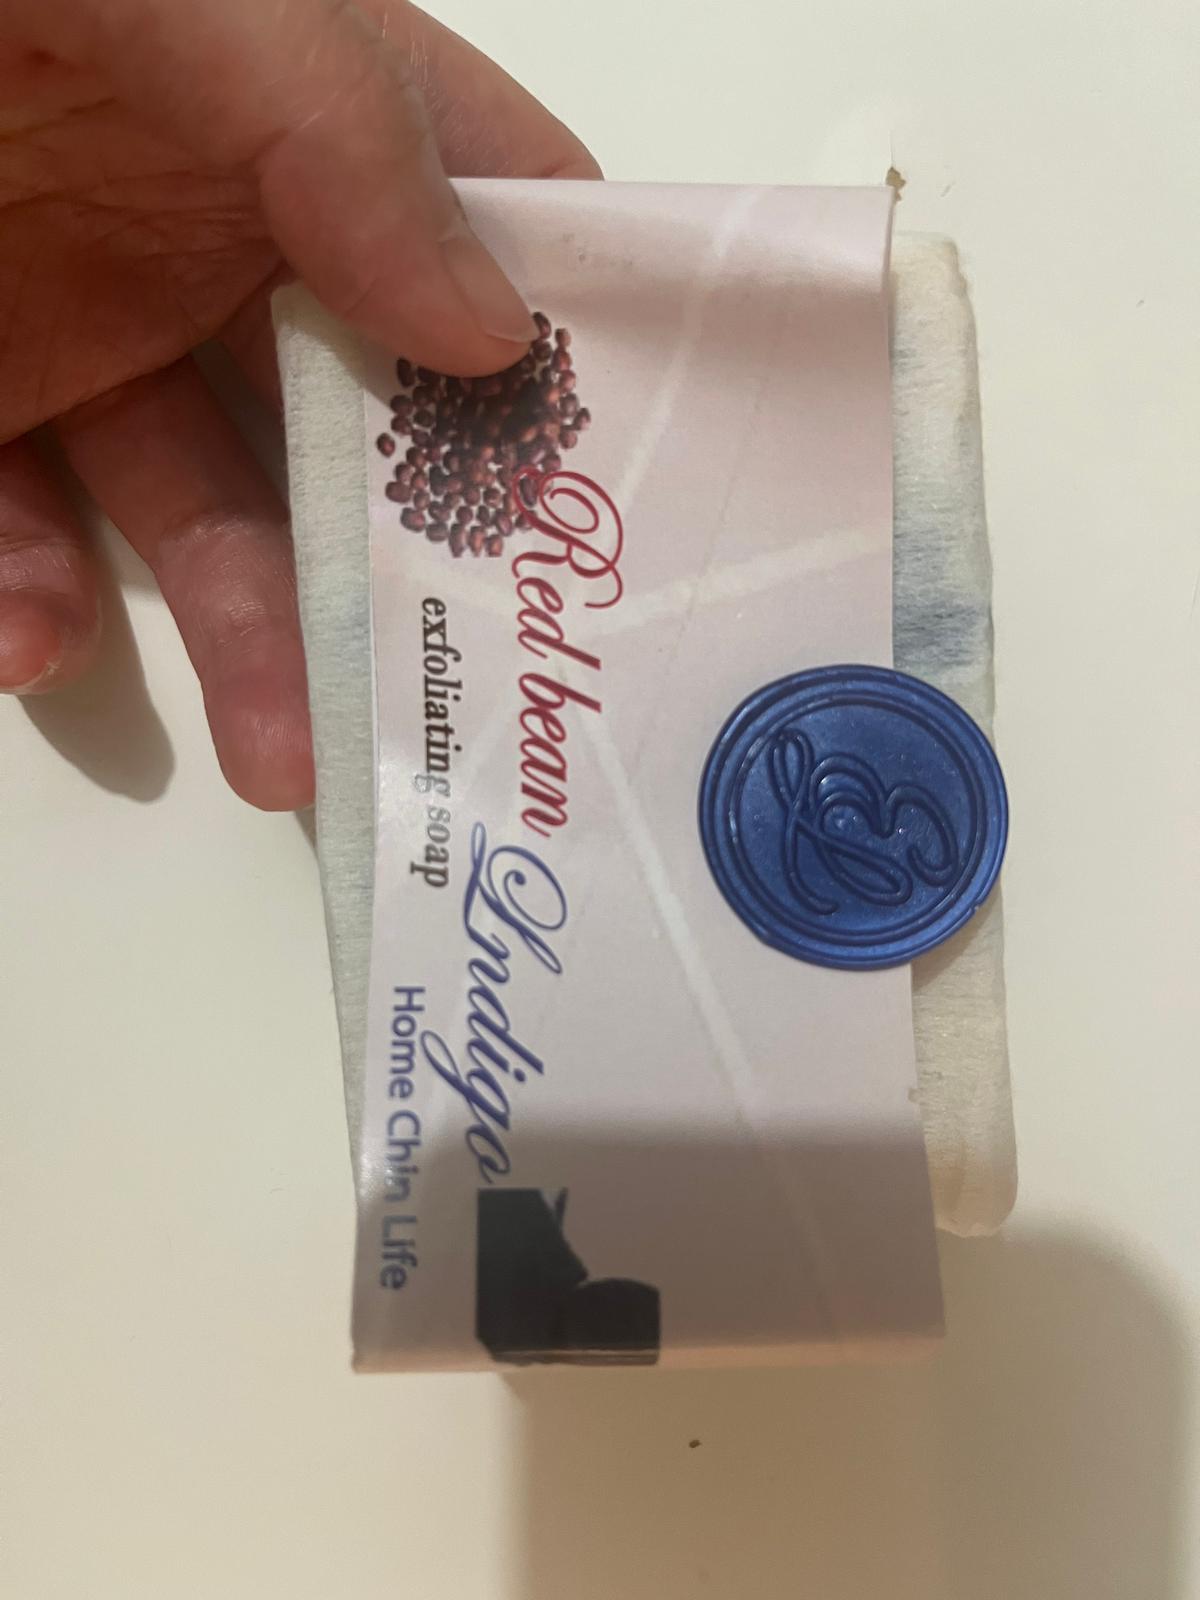 Red bean Indigo
exfoliating soap
Home Chin Life